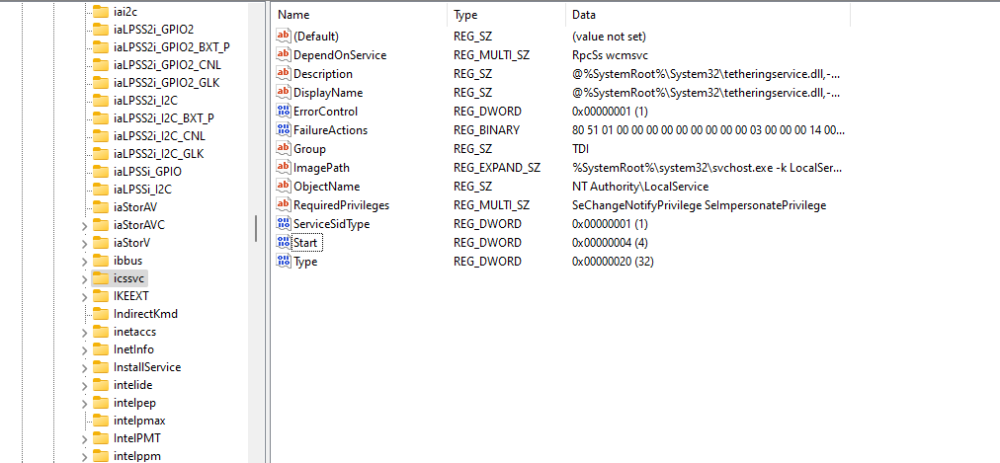 iai2c
iaLPSS2i_GPIO2
iaLPSS2i_GPIO2_BXT_P
iaLPSS2i_GPIO2_CNL
iaLPSS2i_GPIO2_GLK
iaLPSS2i_I2C
iaLPSS2i_I2C_BXT_P
iaLPSS2i_I2C_CNL
iaLPSS2i_I2C_GLK
iaLPSSi_GPIO
iaLPSSi_I2C
iaStorAV
iaStorAVC
iaStorV
ibbus
icssvc
IKEEXT
IndirectKmd
inetaccs
InetInfo
InstallService
intelide
intelpep
intelpmax
IntelPMT
intelppm
Name Type Data
(Default) REG_SZ (value not set)
DependOnService REG_MULTI_SZ RpcSs wcmsvc
Description REG_SZ @%SystemRoot%\System32\tetheringservice.dll,-...
DisplayName REG_SZ @%SystemRoot%\System32\tetheringservice.dll,-...
ErrorControl REG_DWORD 0x00000001 (1)
FailureActions REG_BINARY 80 51 01 00 00 00 00 00 00 00 00 00 03 00 00 00 14 00...
Group REG_SZ TDI
ImagePath REG_EXPAND_SZ %SystemRoot%\system32\svchost.exe -k LocalSer...
ObjectName REG_SZ NT Authority\LocalService
RequiredPrivileges REG_MULTI_SZ SeChangeNotifyPrivilege SeImpersonatePrivilege
ServiceSidType REG_DWORD 0x00000001 (1)
Start REG_DWORD 0x00000004 (4)
Type REG_DWORD 0x00000020 (32)